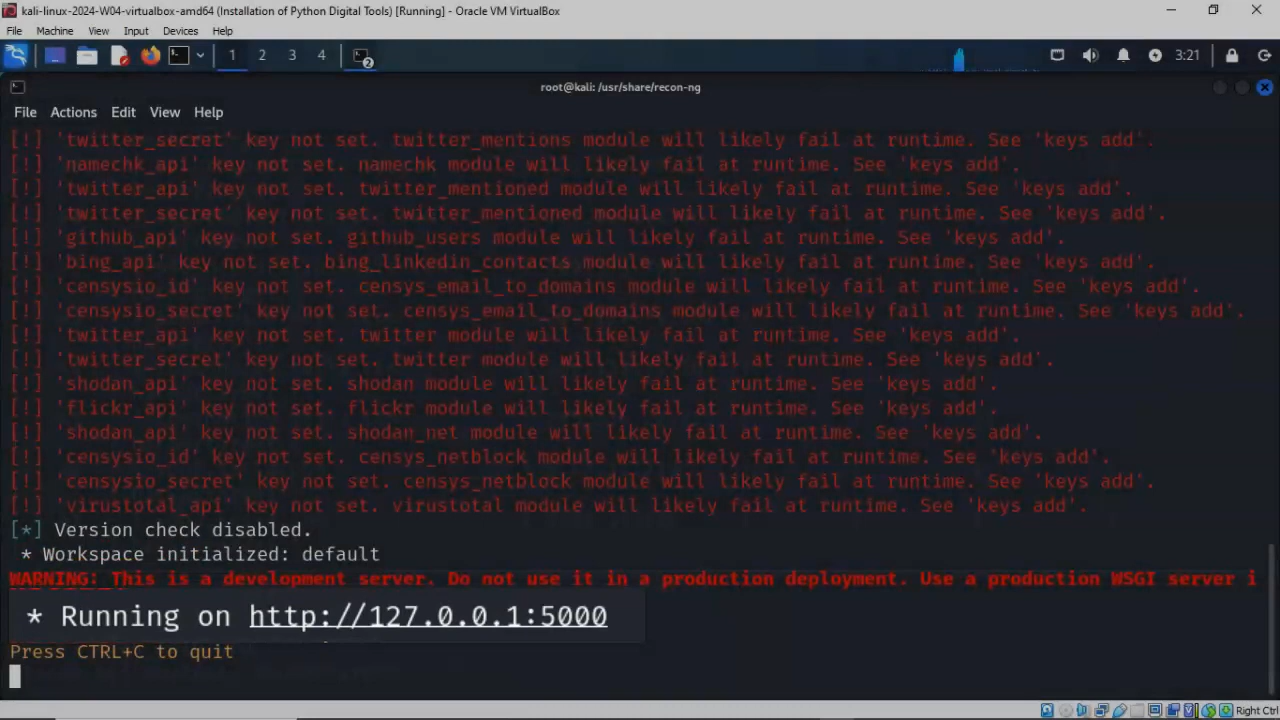 kali-linux-2024-W04-virtualbox-amd64 (Installation of Python Digital Tools) [Running] - Oracle VM VirtualBox
File Machine View Input Devices Help
1 2 3 4 2 3:21
root@kali: /usr/share/recon-ng
File Actions Edit View Help
[!] 'twitter_secret' key not set. twitter_mentions module will likely fail at runtime. See 'keys add'.
[!] 'namechk_api' key not set. namechk module will likely fail at runtime. See 'keys add'.
[!] 'twitter_api' key not set. twitter_mentioned module will likely fail at runtime. See 'keys add'.
[!] 'twitter_secret' key not set. twitter_mentioned module will likely fail at runtime. See 'keys add'.
[!] 'github_api' key not set. github_users module will likely fail at runtime. See 'keys add'.
[!] 'bing_api' key not set. bing_linkedin_contacts module will likely fail at runtime. See 'keys add'.
[!] 'censysio_id' key not set. censys_email_to_domains module will likely fail at runtime. See 'keys add'.
[!] 'censysio_secret' key not set. censys_email_to_domains module will likely fail at runtime. See 'keys add'.
[!] 'twitter_api' key not set. twitter module will likely fail at runtime. See 'keys add'.
[!] 'twitter_secret' key not set. twitter module will likely fail at runtime. See 'keys add'.
[!] 'shodan_api' key not set. shodan module will likely fail at runtime. See 'keys add'.
[!] 'flickr_api' key not set. flickr module will likely fail at runtime. See 'keys add'.
[!] 'shodan_api' key not set. shodan_net module will likely fail at runtime. See 'keys add'.
[!] 'censysio_id' key not set. censys_netblock module will likely fail at runtime. See 'keys add'.
[!] 'censysio_secret' key not set. censys_netblock module will likely fail at runtime. See 'keys add'.
[!] 'virustotal_api' key not set. virustotal module will likely fail at runtime. See 'keys add'.
[*] Version check disabled.
* Workspace initialized: default
WARNING: This is a development server. Do not use it in a production deployment. Use a production WSGI server i
* Running on http://127.0.0.1:5000
Press CTRL+C to quit
Right Ctrl